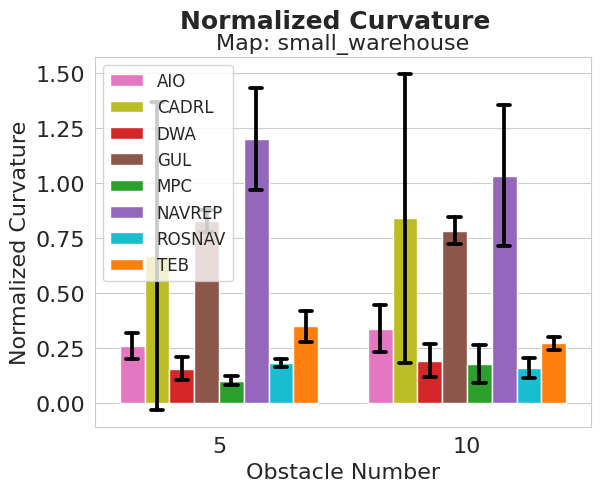 Normalized Curvature
Map: small_warehouse
Normalized Curvature
1.50
1.25
1.00
0.75
0.50
0.25
0.00
AIO
CADRL
DWA
GUL
MPC
NAVREP
ROSNAV
TEB
5
10
Obstacle Number